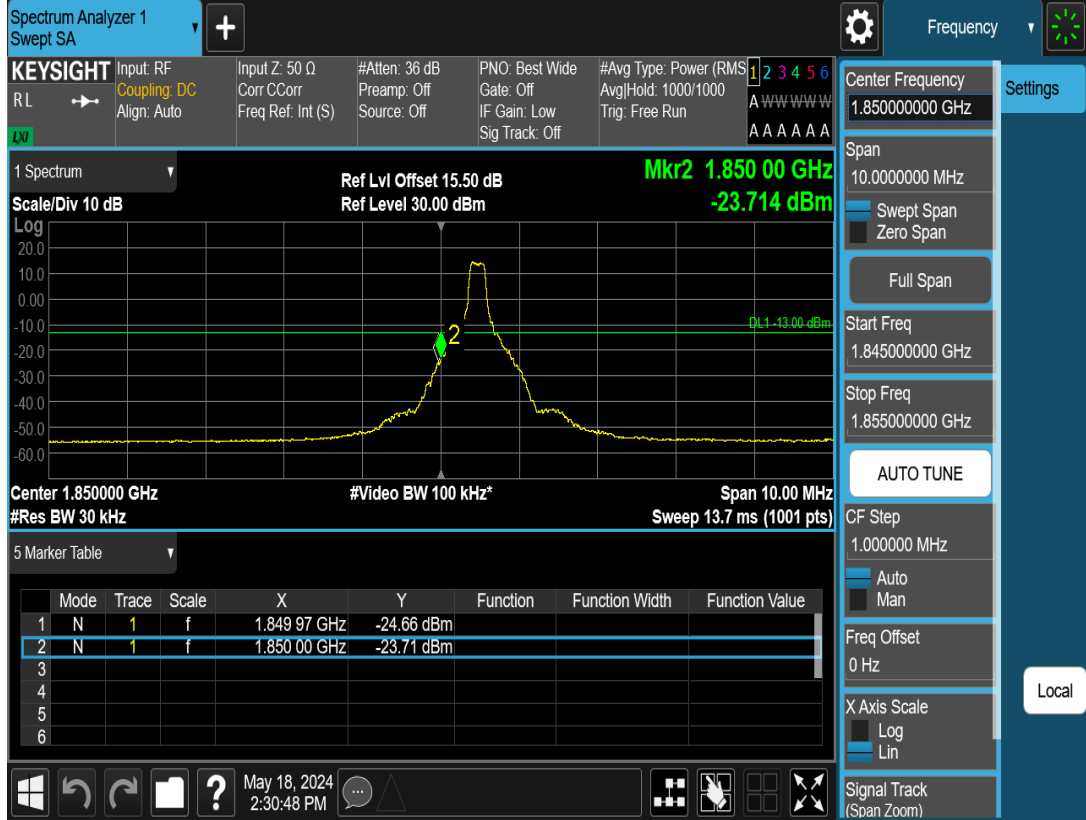 Spectrum Analyzer 1
Swept SA
+
Frequency
KEYSIGHT
RL
LXI
Input: RF
Coupling: DC
Align: Auto
Input Z: 50 Ω
Corr CCorr
Freq Ref: Int (S)
#Atten: 36 dB
Preamp: Off
Source: Off
PNO: Best Wide
Gate: Off
IF Gain: Low
Sig Track: Off
#Avg Type: Power (RMS
Avg|Hold: 1000/1000
Trig: Free Run
1 2 3 4 5 6
A W W W W W
A A A A A A
1 Spectrum
Scale/Div 10 dB
Ref Lvl Offset 15.50 dB
Ref Level 30.00 dBm
Mkr2 1.850 00 GHz
-23.714 dBm
Log
20.0
10.0
0.00
-10.0
-20.0
-30.0
-40.0
-50.0
-60.0
2
DL1 -13.00 dBm
Center 1.850000 GHz
#Video BW 100 kHz*
Span 10.00 MHz
#Res BW 30 kHz
Sweep 13.7 ms (1001 pts)
5 Marker Table
Mode Trace Scale X Y Function Function Width Function Value
1 N 1 f 1.849 97 GHz -24.66 dBm
2 N 1 f 1.850 00 GHz -23.71 dBm
3
4
5
6
?
May 18, 2024
2:30:48 PM
Center Frequency
1.850000000 GHz
Span
10.0000000 MHz
Swept Span
Zero Span
Full Span
Start Freq
1.845000000 GHz
Stop Freq
1.855000000 GHz
AUTO TUNE
CF Step
1.000000 MHz
Auto
Man
Freq Offset
0 Hz
X Axis Scale
Log
Lin
Signal Track
(Span Zoom)
Settings
Local